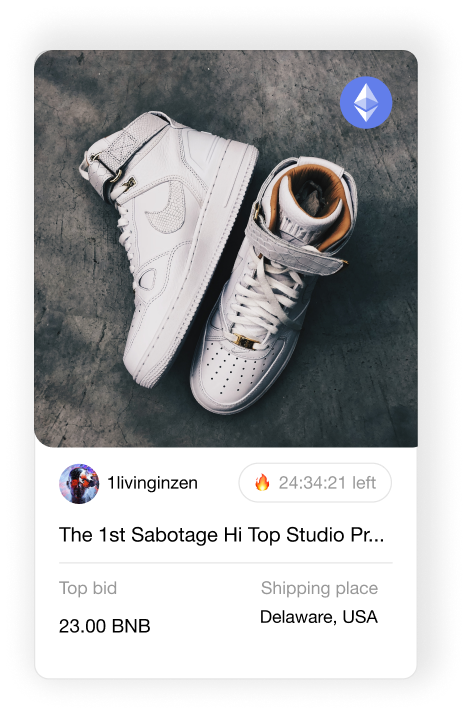 1livinginzen
🔥 24:34:21 left
The 1st Sabotage Hi Top Studio Pr...
Top bid
Shipping place
23.00 BNB
Delaware, USA